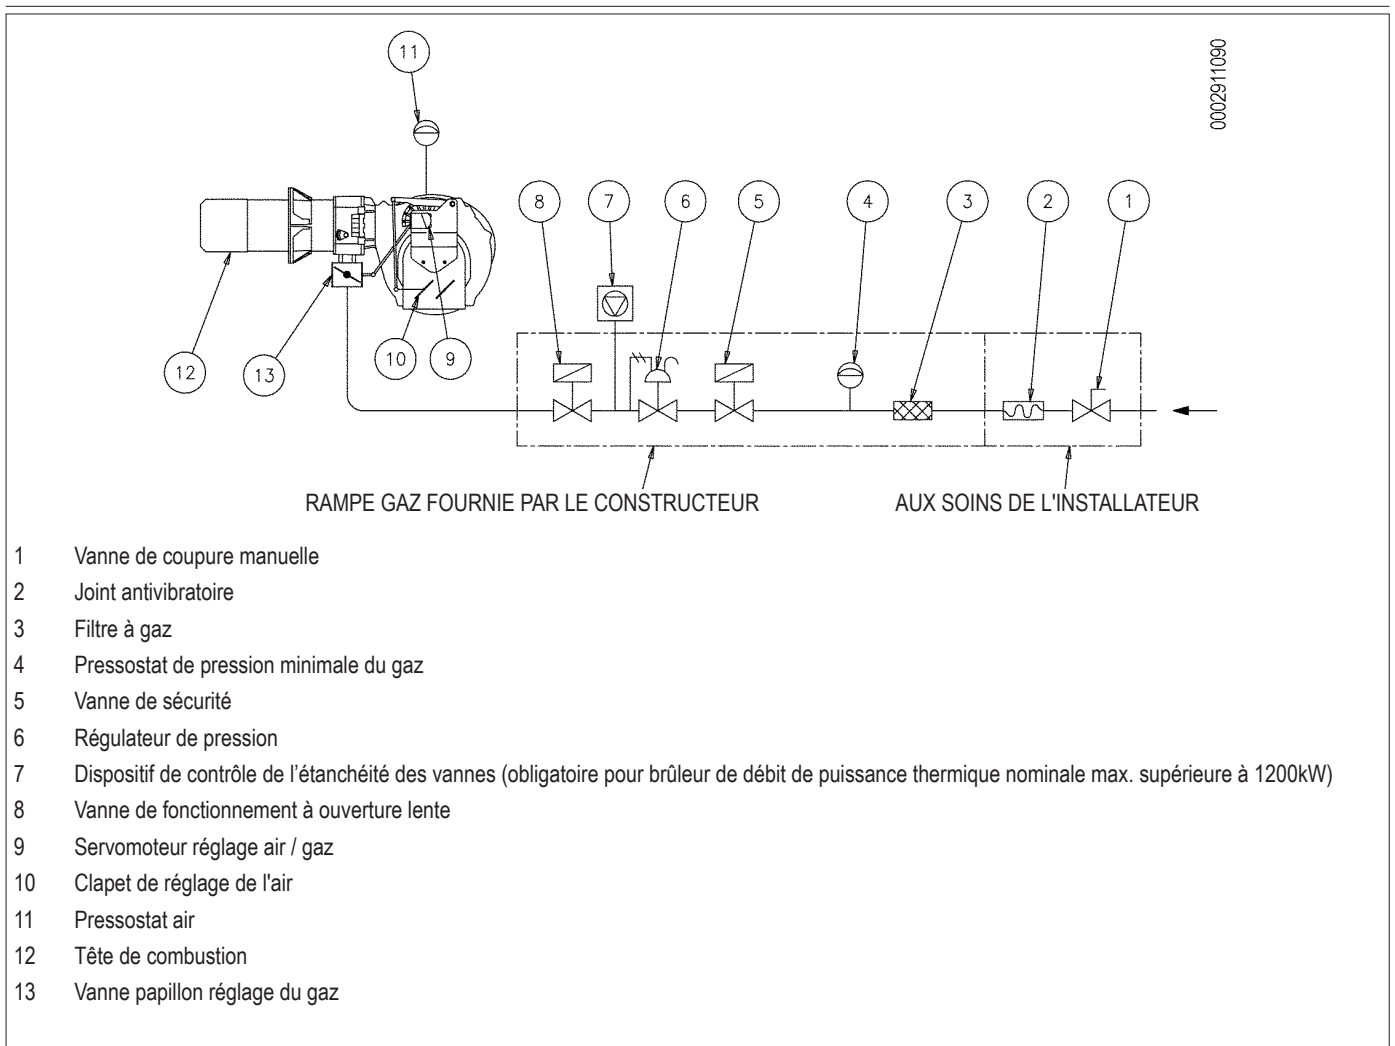 11
0002911090
8 7 6 5 4 3 2 1
12 13 10 9
RAMPE GAZ FOURNIE PAR LE CONSTRUCTEUR AUX SOINS DE L'INSTALLATEUR
1 Vanne de coupure manuelle
2 Joint antivibratoire
3 Filtre à gaz
4 Pressostat de pression minimale du gaz
5 Vanne de sécurité
6 Régulateur de pression
7 Dispositif de contrôle de l’étanchéité des vannes (obligatoire pour brûleur de débit de puissance thermique nominale max. supérieure à 1200kW)
8 Vanne de fonctionnement à ouverture lente
9 Servomoteur réglage air / gaz
10 Clapet de réglage de l'air
11 Pressostat air
12 Tête de combustion
13 Vanne papillon réglage du gaz